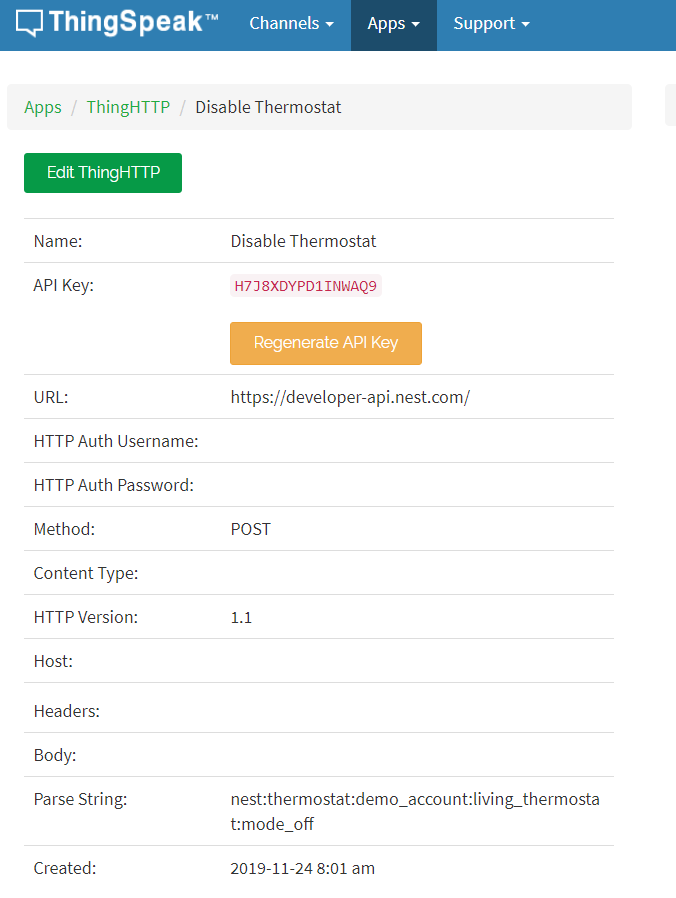 ThingSpeak™ Channels Apps Support
Apps / ThingHTTP / Disable Thermostat
Edit ThingHTTP
Name: Disable Thermostat
API Key: H7J8XDYPD1INWAQ9
Regenerate API Key
URL: https://developer-api.nest.com/
HTTP Auth Username:
HTTP Auth Password:
Method: POST
Content Type:
HTTP Version: 1.1
Host:
Headers:
Body:
Parse String: nest:thermostat:demo_account:living_thermosta
t:mode_off
Created: 2019-11-24 8:01 am